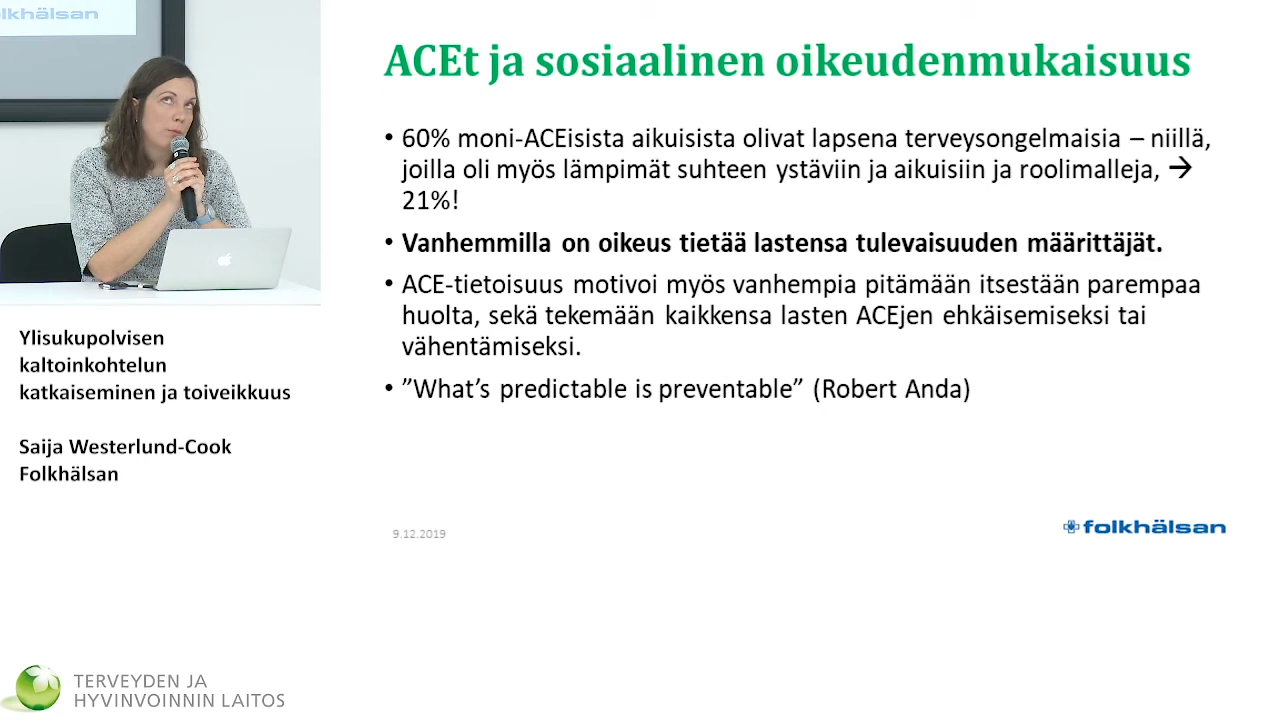 lkhälsan
ACEt ja sosiaalinen oikeudenmukaisuus
• 60% moni-ACEisista aikuisista olivat lapsena terveysongelmaisia – niillä,
joilla oli myös lämpimät suhteen ystäviin ja aikuisiin ja roolimalleja, →
21%!
• Vanhemmilla on oikeus tietää lastensa tulevaisuuden määrittäjät.
• ACE-tietoisuus motivoi myös vanhempia pitämään itsestään parempaa
huolta, sekä tekemään kaikkensa lasten ACEjen ehkäisemiseksi tai
vähentämiseksi.
• ”What’s predictable is preventable” (Robert Anda)
9.12.2019
folkhälsan
Ylisukupolvisen
kaltoinkohtelun
katkaiseminen ja toiveikkuus
Saija Westerlund-Cook
Folkhälsan
TERVEYDEN JA
HYVINVOINNIN LAITOS